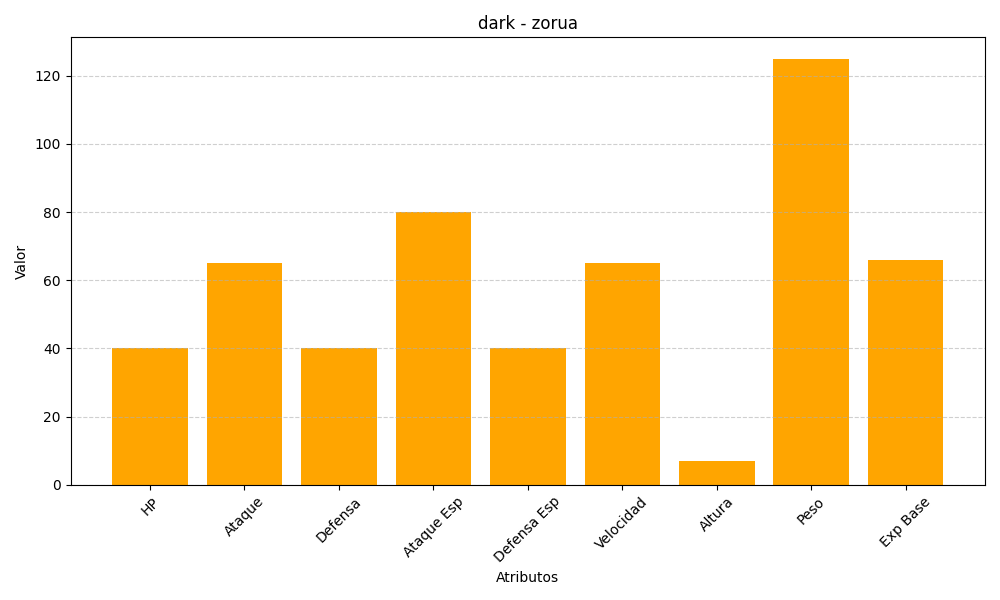 dark - zorua
Valor
120
100
80
60
40
20
0
HP
Ataque
Defensa
Ataque Esp
Defensa Esp
Velocidad
Altura
Peso
Exp Base
Atributos